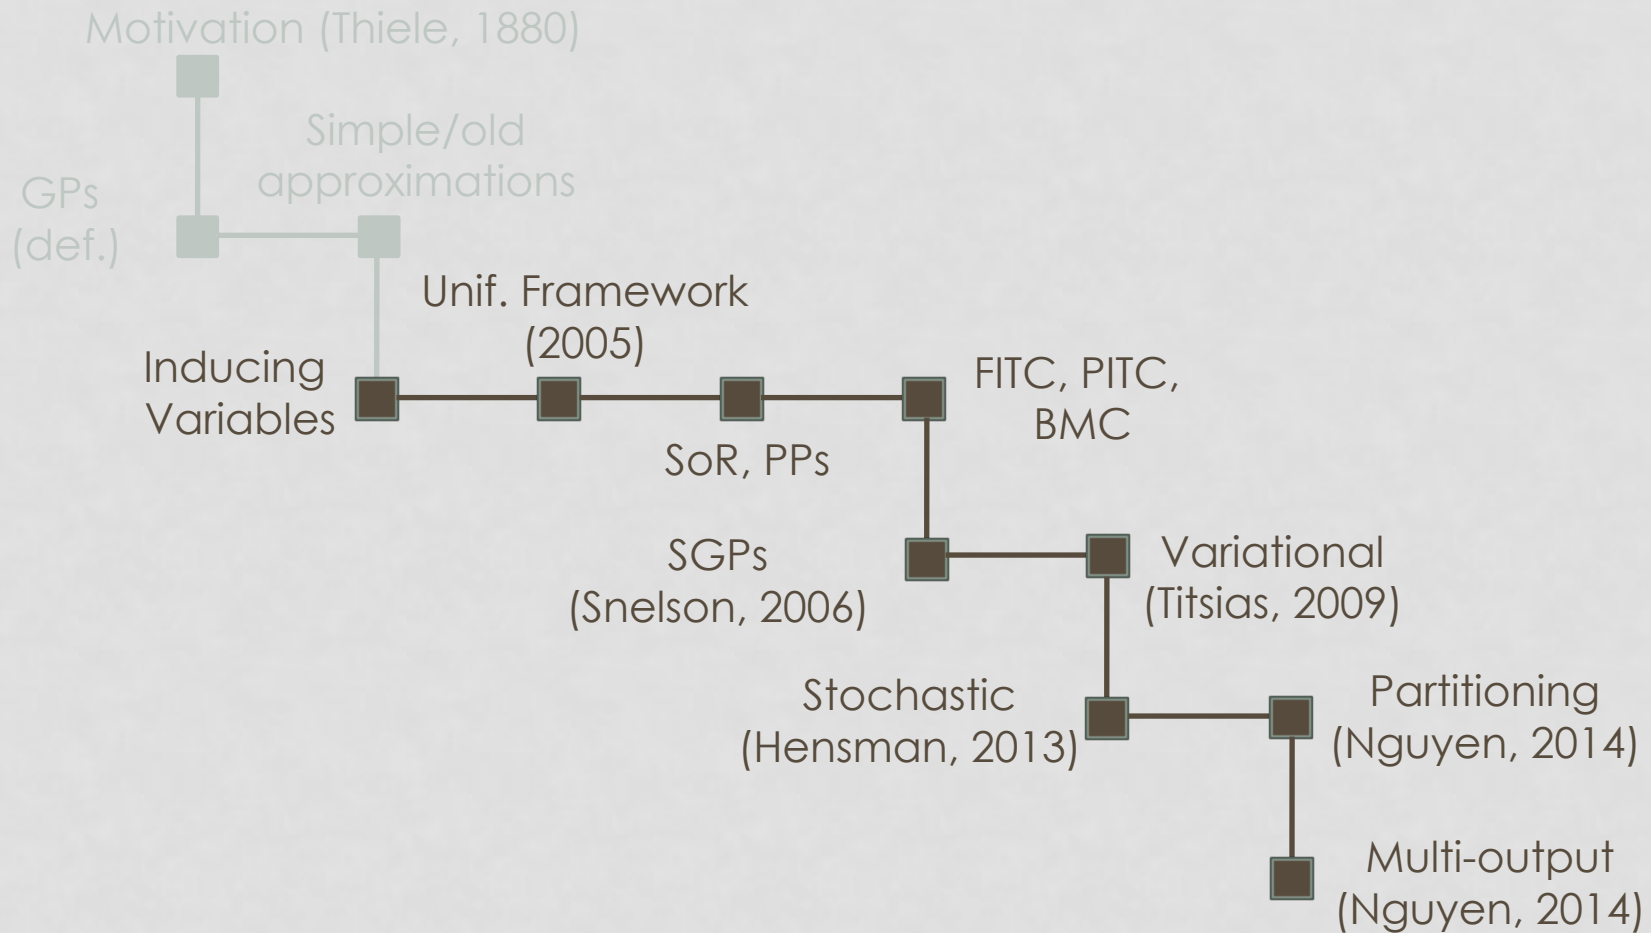 Motivation (Thiele, 1880)
Simple/old
approximations
GPs
(def.)
Unif. Framework
(2005)
Inducing
Variables
FITC, PITC,
BMC
SoR, PPs
SGPs
(Snelson, 2006)
Variational
(Titsias, 2009)
Stochastic
(Hensman, 2013)
Partitioning
(Nguyen, 2014)
Multi-output
(Nguyen, 2014)